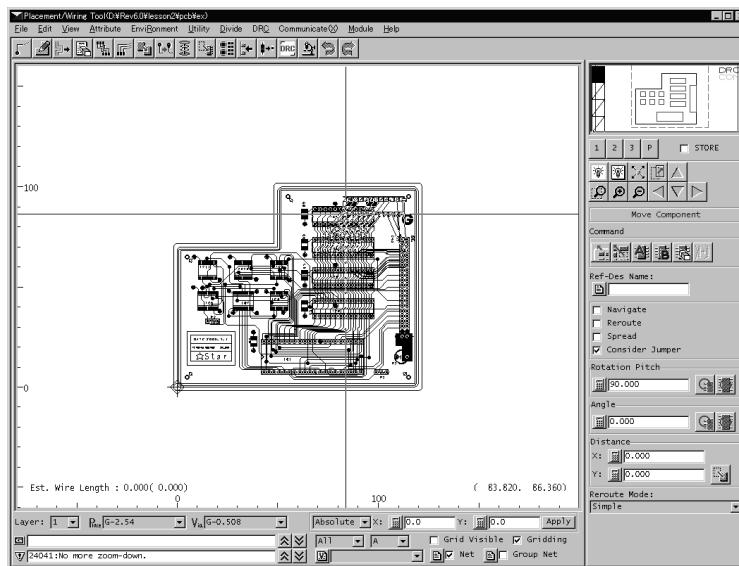 Placement/Wiring Tool(D:¥Rev6.0¥lesson2¥pcb¥ex)
File Edit View Attribute EnviRonment Utility Divide DRC Communicate(X) Module Help
DRC
DRC
COM
1 2 3 P STORE
Move Component
Command
Ref-Des Name:
Navigate
Reroute
Spread
Consider Jumper
Rotation Pitch
90.000
Angle
0.000
Distance
X: 0.000
Y: 0.000
Reroute Mode:
Simple
100
0
☆Star
Est. Wire Length : 0.000( 0.000)
( 83.820. 86.360)
0 100
Layer: 1 G-2.54 Via G-0.508 Absolute X: 0.0 Y: 0.0 Apply
All A Grid Visible Gridding
24041:No more zoom-down. Net Group Net